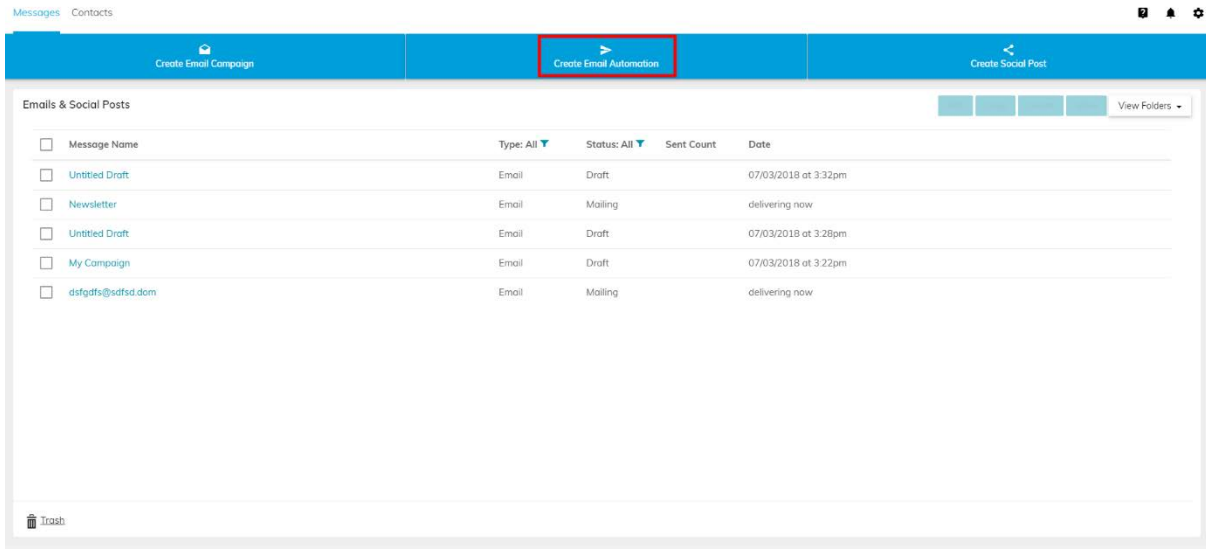 Messages Contacts
Create Email Campaign
Create Email Automation
Create Social Post
Emails & Social Posts
View Folders
Message Name Type: All Status: All Sent Count Date
Untitled Draft Email Draft 07/03/2018 at 3:32pm
Newsletter Email Mailing delivering now
Untitled Draft Email Draft 07/03/2018 at 3:28pm
My Campaign Email Draft 07/03/2018 at 3:22pm
dsfgdfs@sdfsd.dom Email Mailing delivering now
Trash